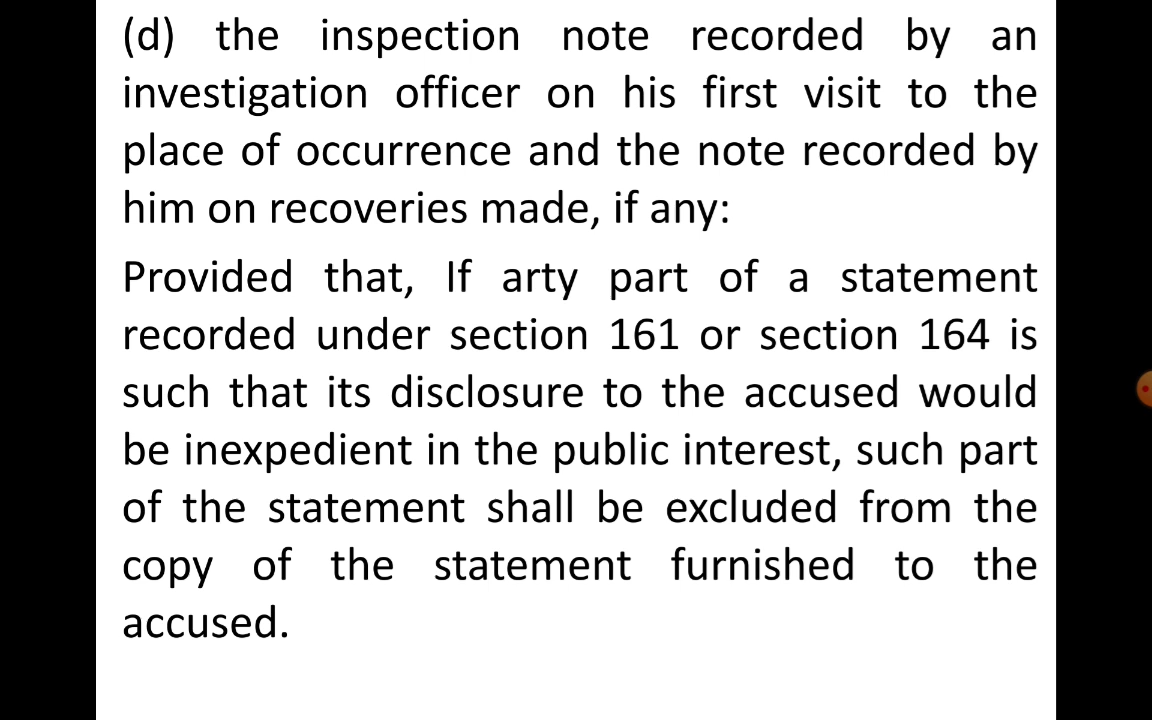 (d) the inspection note recorded by an
investigation officer on his first visit to the
place of occurrence and the note recorded by
him on recoveries made, if any:
Provided that, If arty part of a statement
recorded under section 161 or section 164 is
such that its disclosure to the accused would
be inexpedient in the public interest, such part
of the statement shall be excluded from the
copy of the statement furnished to the
accused.